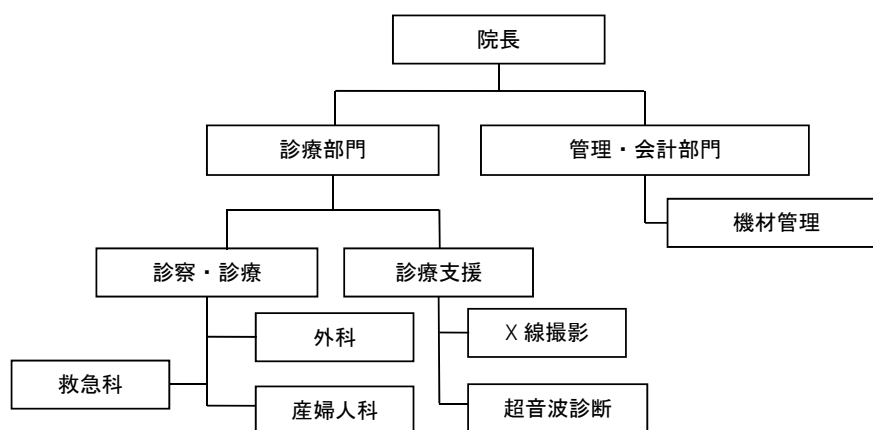 院長
診療部門
管理・会計部門
機材管理
診察・診療
診療支援
外科
X 線撮影
救急科
産婦人科
超音波診断